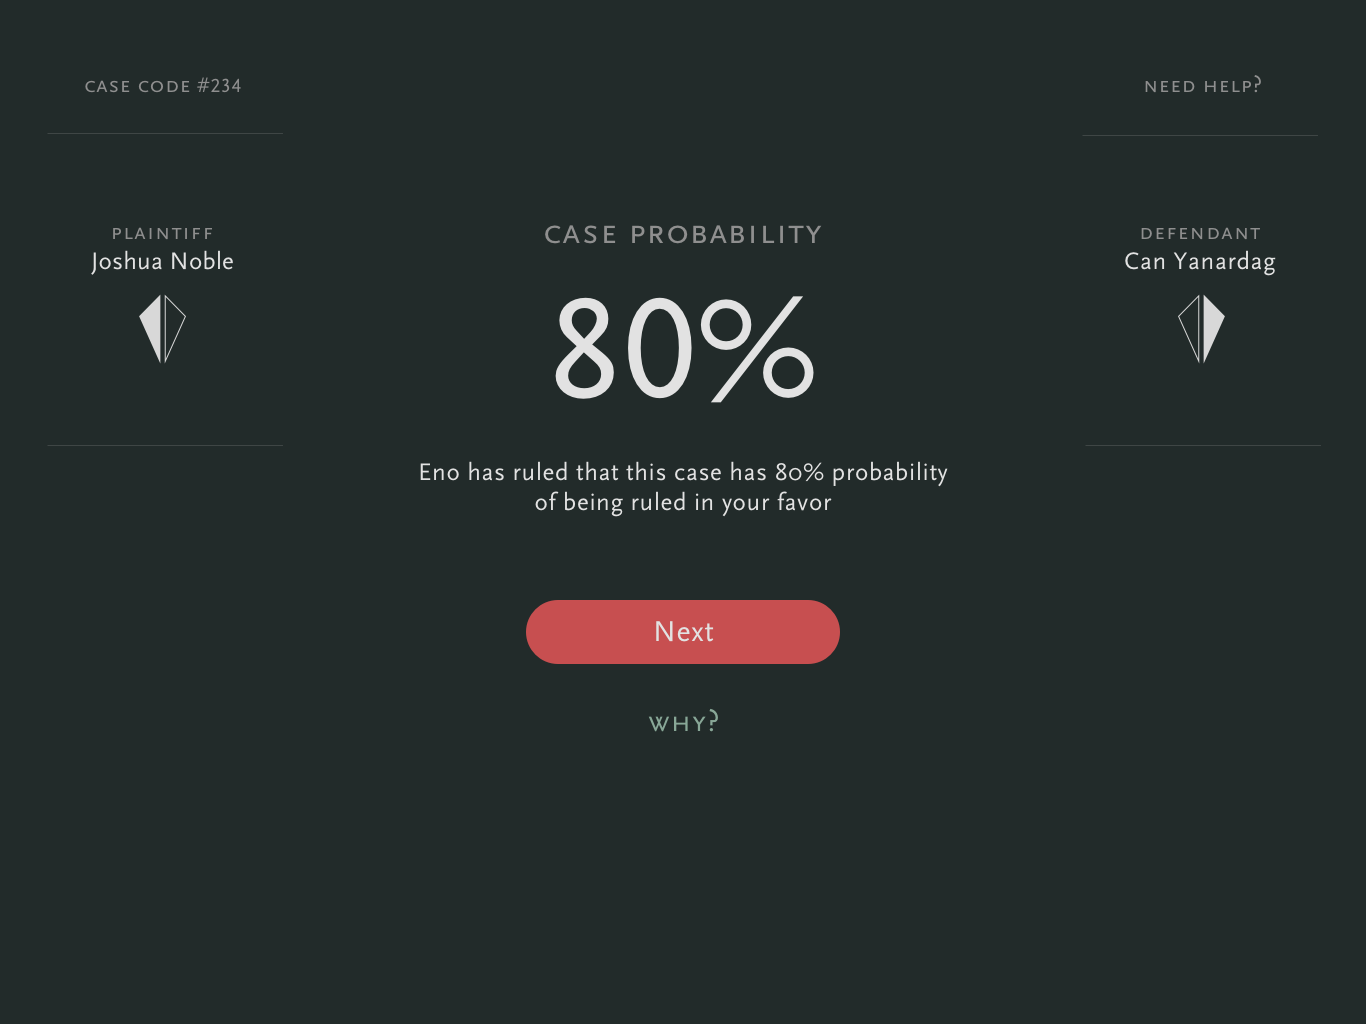 CASE CODE #234
NEED HELP?
PLAINTIFF
Joshua Noble
CASE PROBABILITY
DEFENDANT
Can Yanardag
80%
Eno has ruled that this case has 80% probability
of being ruled in your favor
Next
WHY?